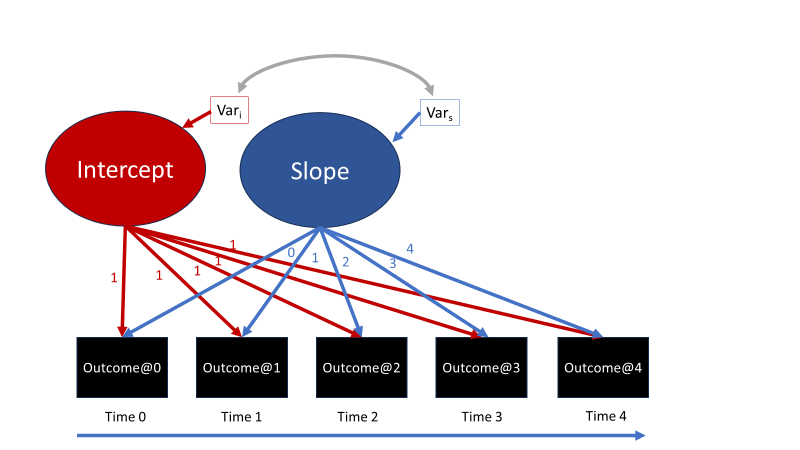 Var_i
Var_s
Intercept
Slope
1 1 1 1 1
0 1 2 3 4
Outcome@0 Outcome@1 Outcome@2 Outcome@3 Outcome@4
Time 0 Time 1 Time 2 Time 3 Time 4